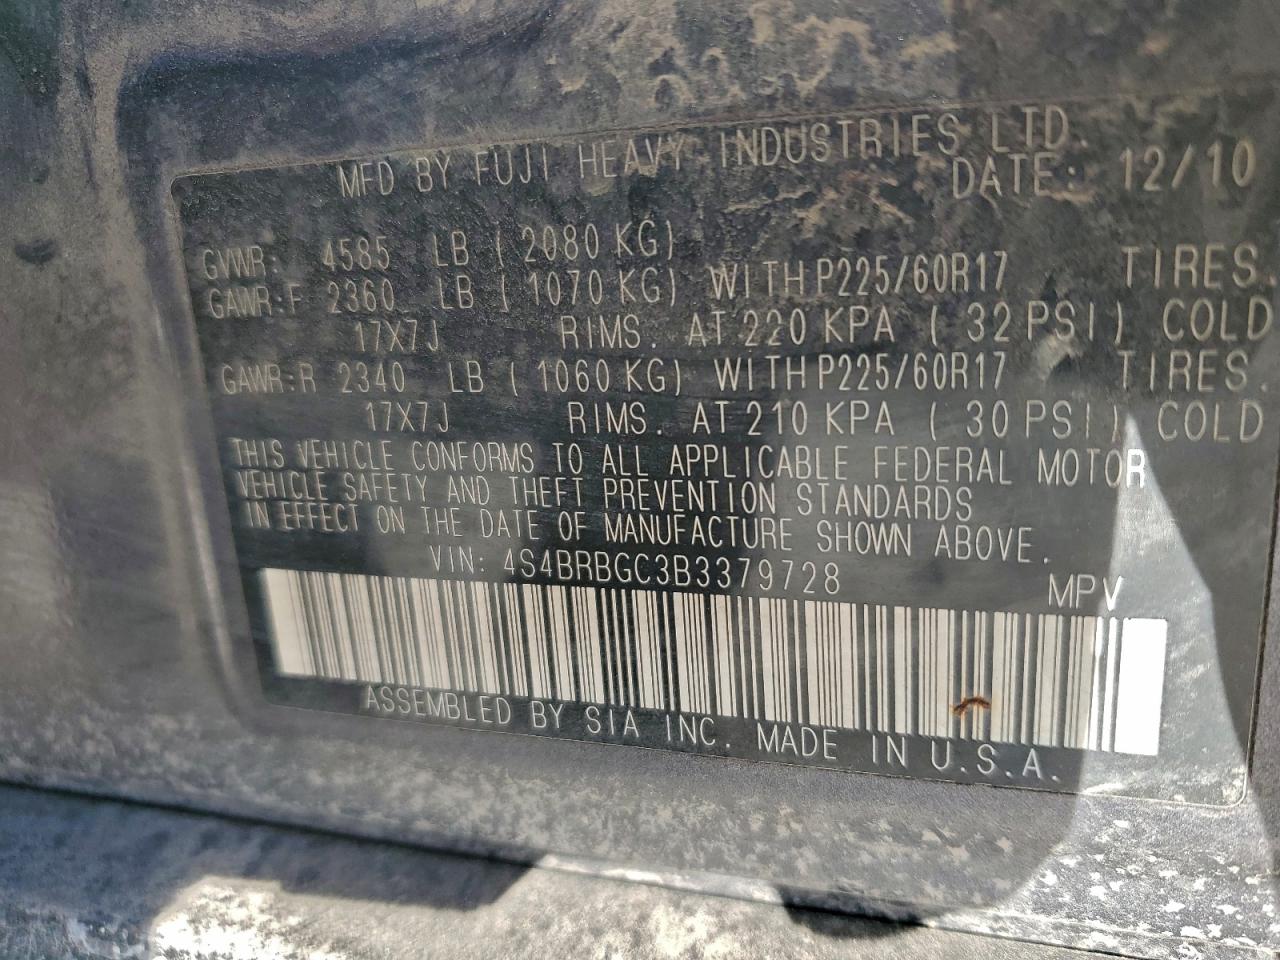 MFD BY FUJI HEAVY INDUSTRIES LTD.
DATE: 12/10
GVWR: 4585 LB ( 2080 KG)
GAWR:F 2360 LB ( 1070 KG) WITH P225/60R17 TIRES.
17X7J RIMS. AT 220 KPA ( 32 PSI) COLD
GAWR:R 2340 LB ( 1060 KG) WITH P225/60R17 TIRES.
17X7J RIMS. AT 210 KPA ( 30 PSI) COLD
THIS VEHICLE CONFORMS TO ALL APPLICABLE FEDERAL MOTOR
VEHICLE SAFETY AND THEFT PREVENTION STANDARDS
IN EFFECT ON THE DATE OF MANUFACTURE SHOWN ABOVE.
VIN: 4S4BRBGC3B3379728 MPV
ASSEMBLED BY SIA INC. MADE IN U.S.A.